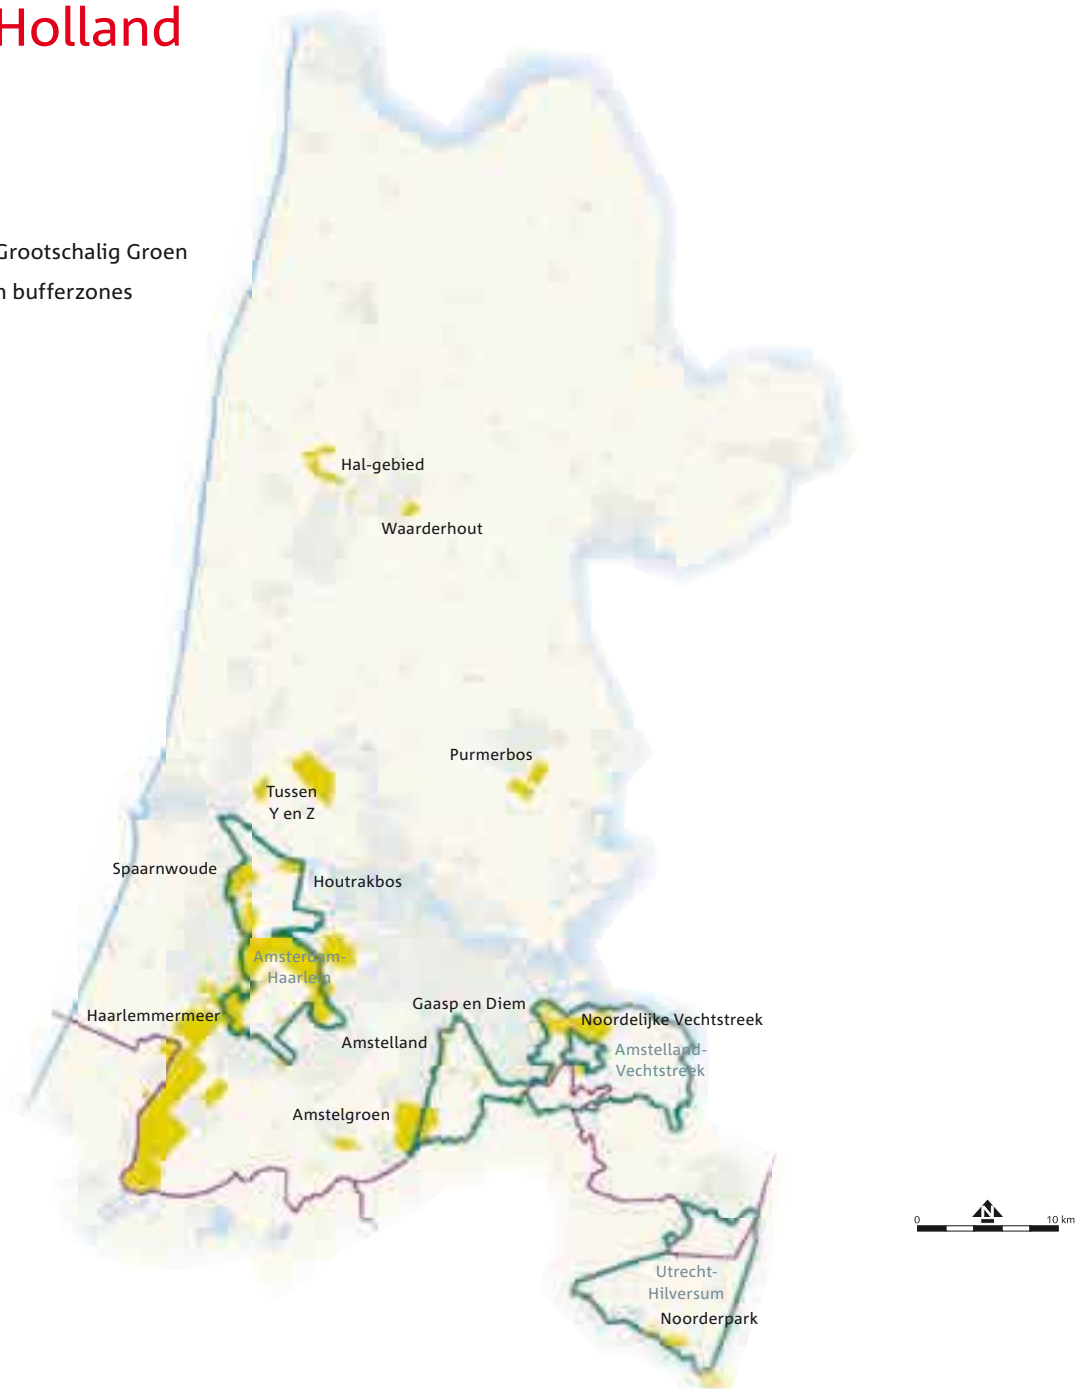 Holland
Grootschalig Groen
n bufferzones
Hal-gebied
Waarderhout
Purmerbos
Tussen
Y en Z
Spaarnwoude
Houtrakbos
Amsterdam-
Haarlem
Gaasp en Diem
Haarlemmermeer
Noordelijke Vechtstreek
Amstelland
Amstelland-
Vechtstreek
Amstelgroen
N
0 10 km
Utrecht-
Hilversum
Noorderpark